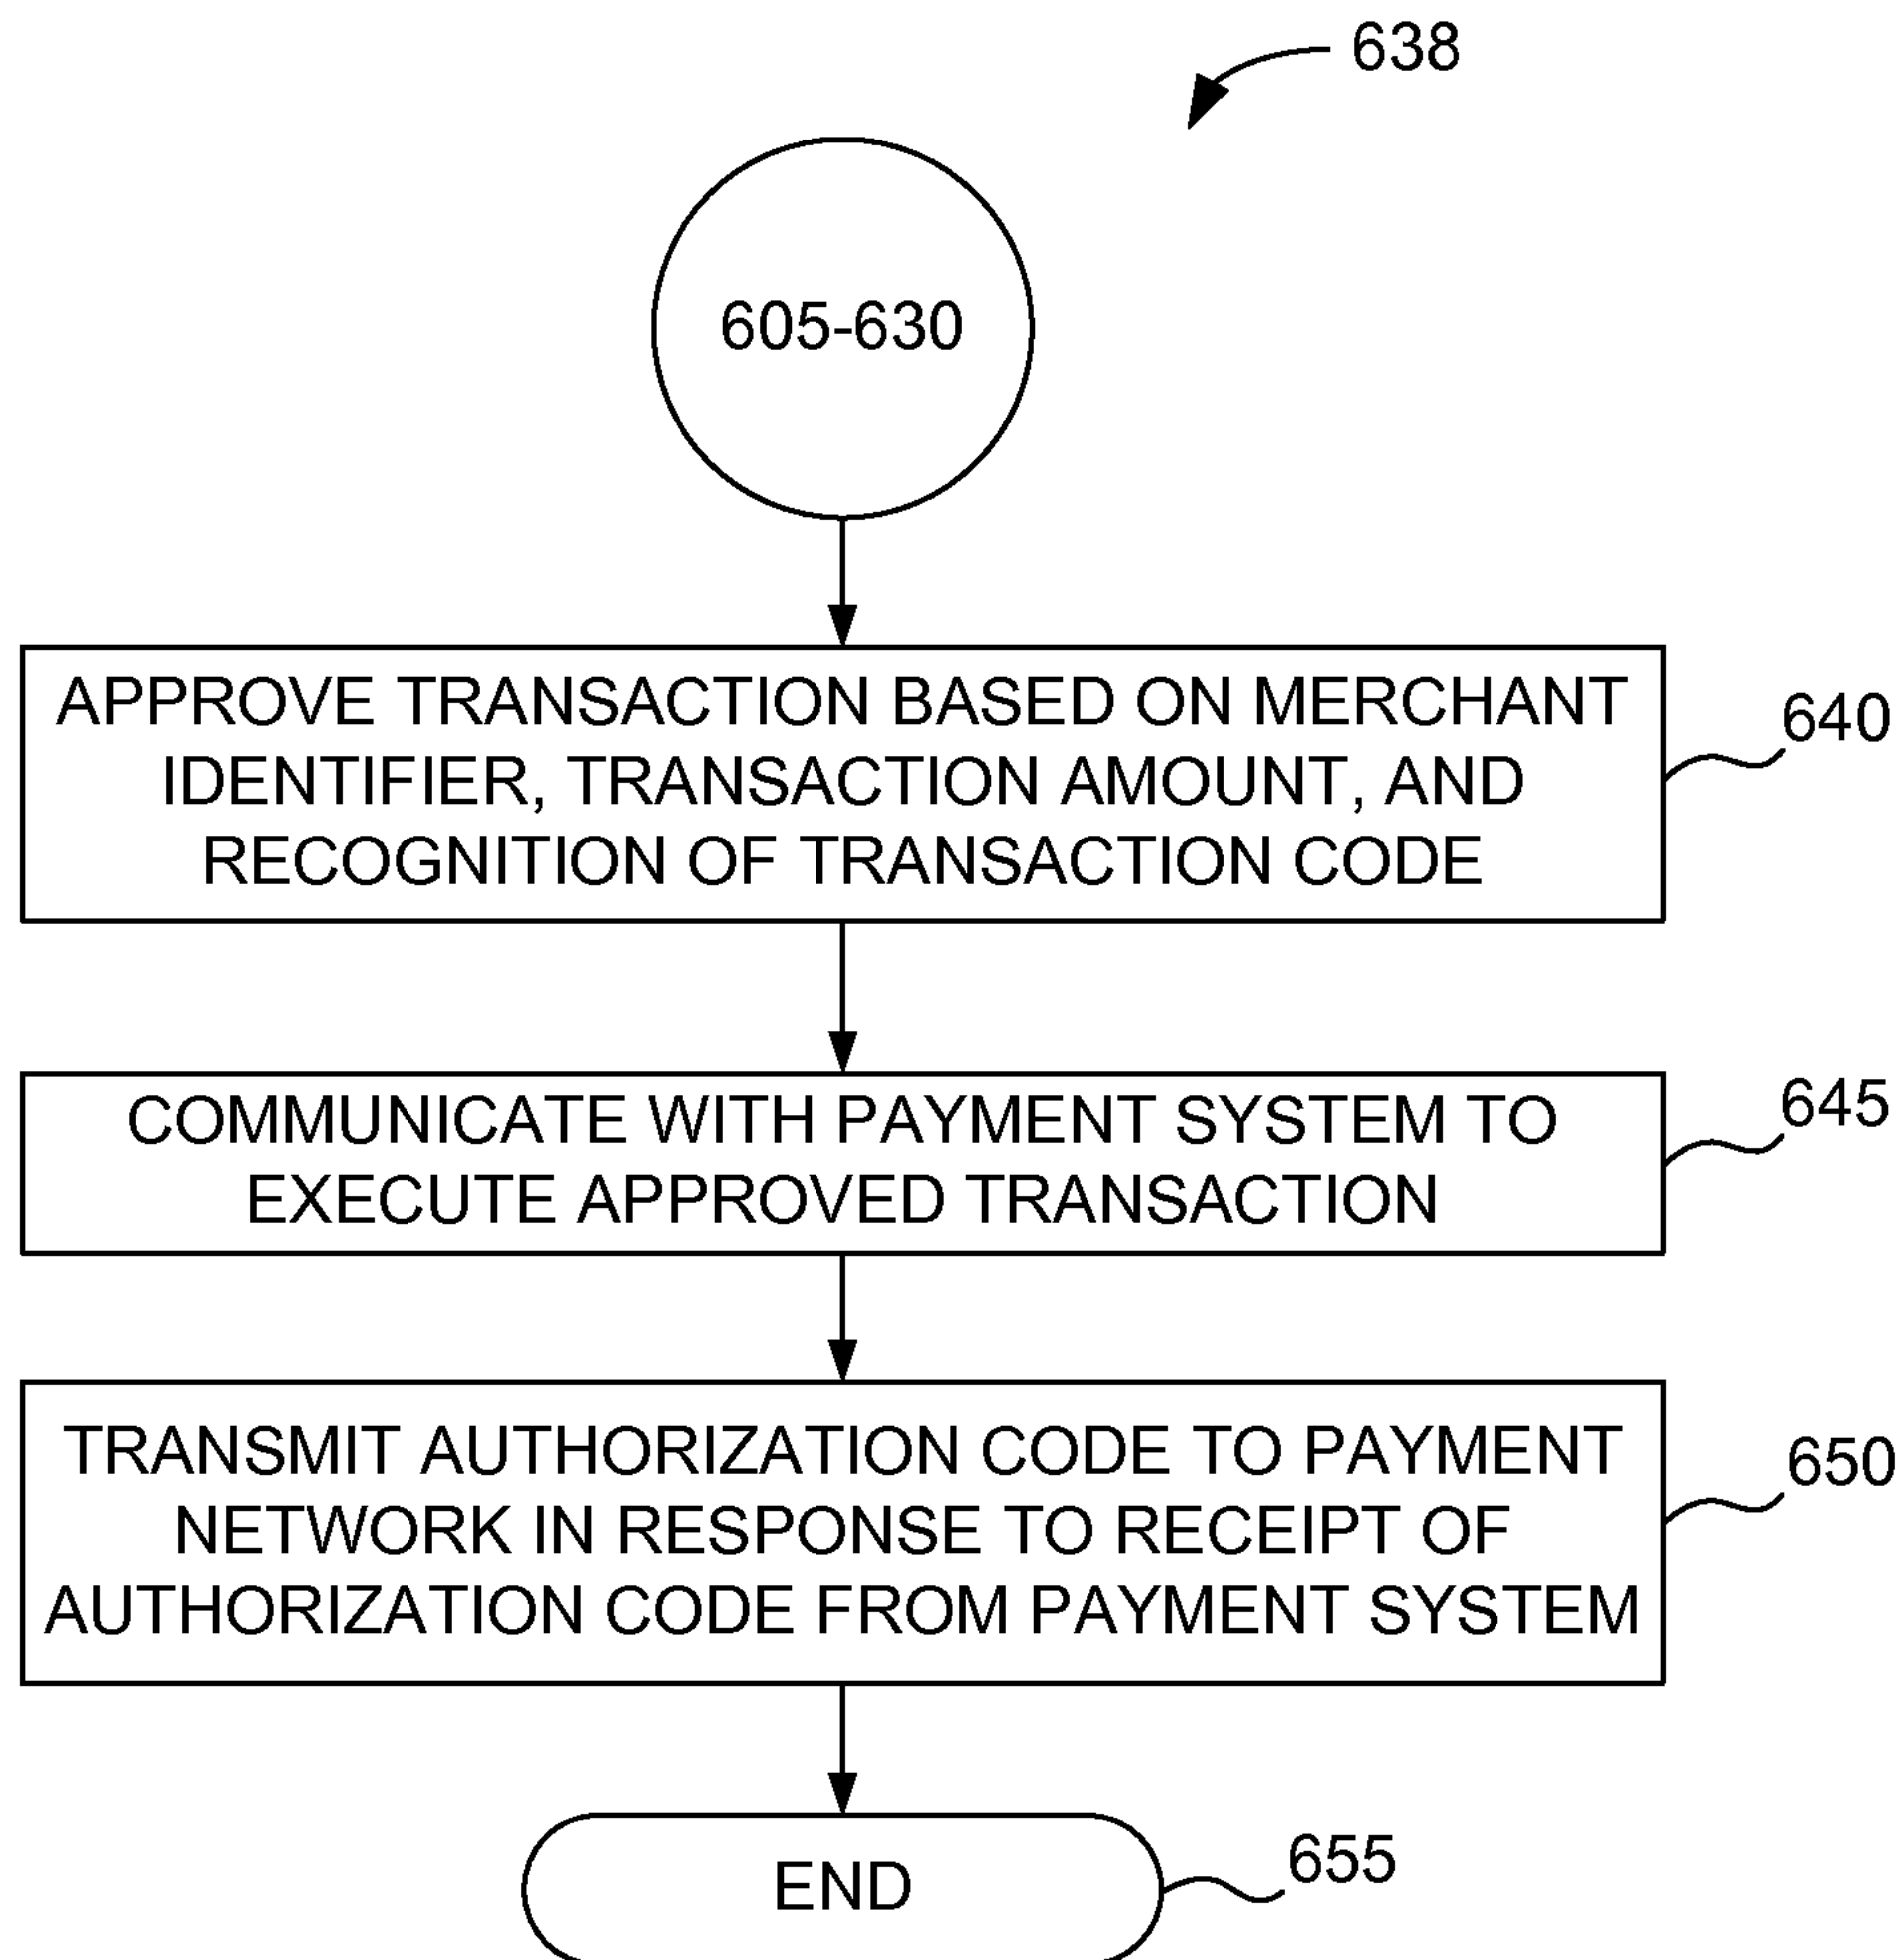 638
605-630
APPROVE TRANSACTION BASED ON MERCHANT
IDENTIFIER, TRANSACTION AMOUNT, AND
RECOGNITION OF TRANSACTION CODE
640
COMMUNICATE WITH PAYMENT SYSTEM TO
EXECUTE APPROVED TRANSACTION
645
TRANSMIT AUTHORIZATION CODE TO PAYMENT
NETWORK IN RESPONSE TO RECEIPT OF
AUTHORIZATION CODE FROM PAYMENT SYSTEM
650
END
655